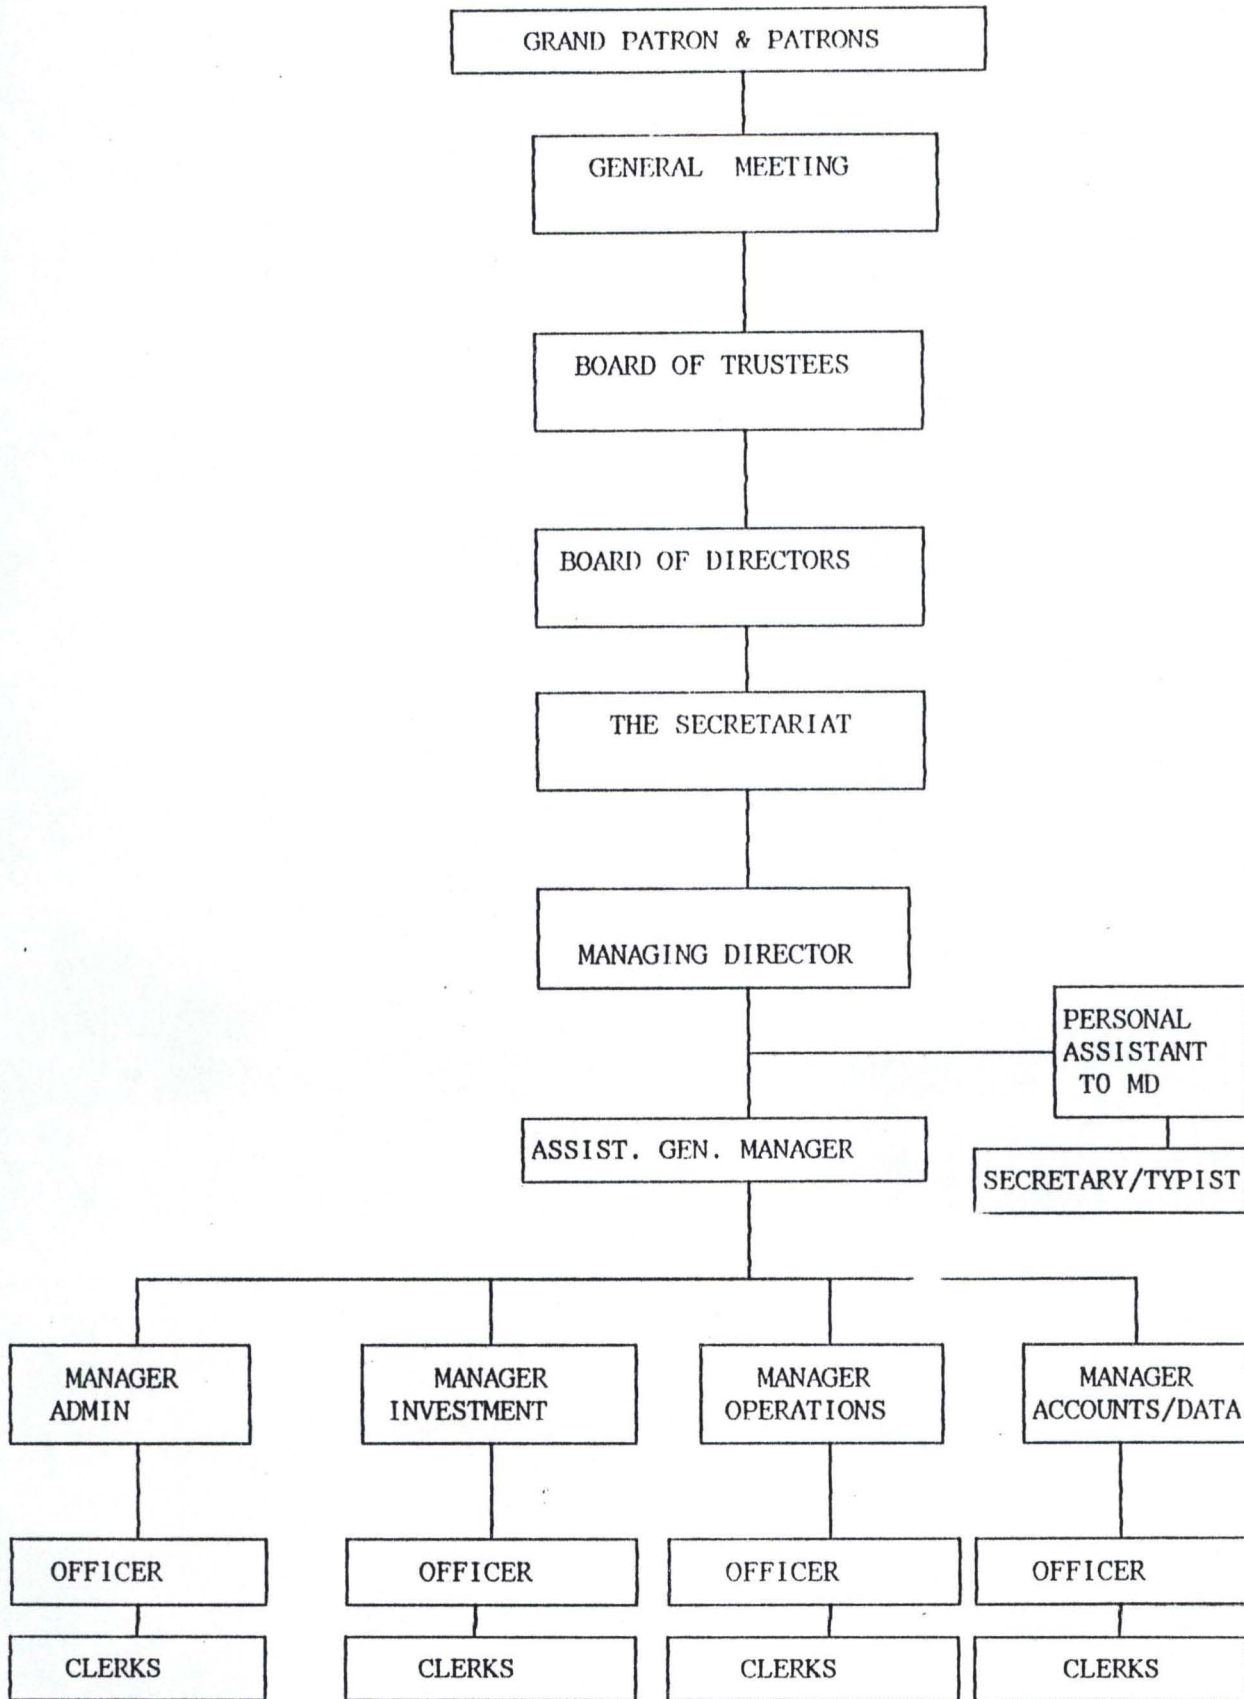 GRAND PATRON & PATRONS
GENERAL MEETING
BOARD OF TRUSTEES
BOARD OF DIRECTORS
THE SECRETARIAT
MANAGING DIRECTOR
PERSONAL
ASSISTANT
TO MD
ASSIST. GEN. MANAGER
SECRETARY/TYPIST
MANAGER
ADMIN
MANAGER
INVESTMENT
MANAGER
OPERATIONS
MANAGER
ACCOUNTS/DATA
OFFICER
OFFICER
OFFICER
OFFICER
CLERKS
CLERKS
CLERKS
CLERKS